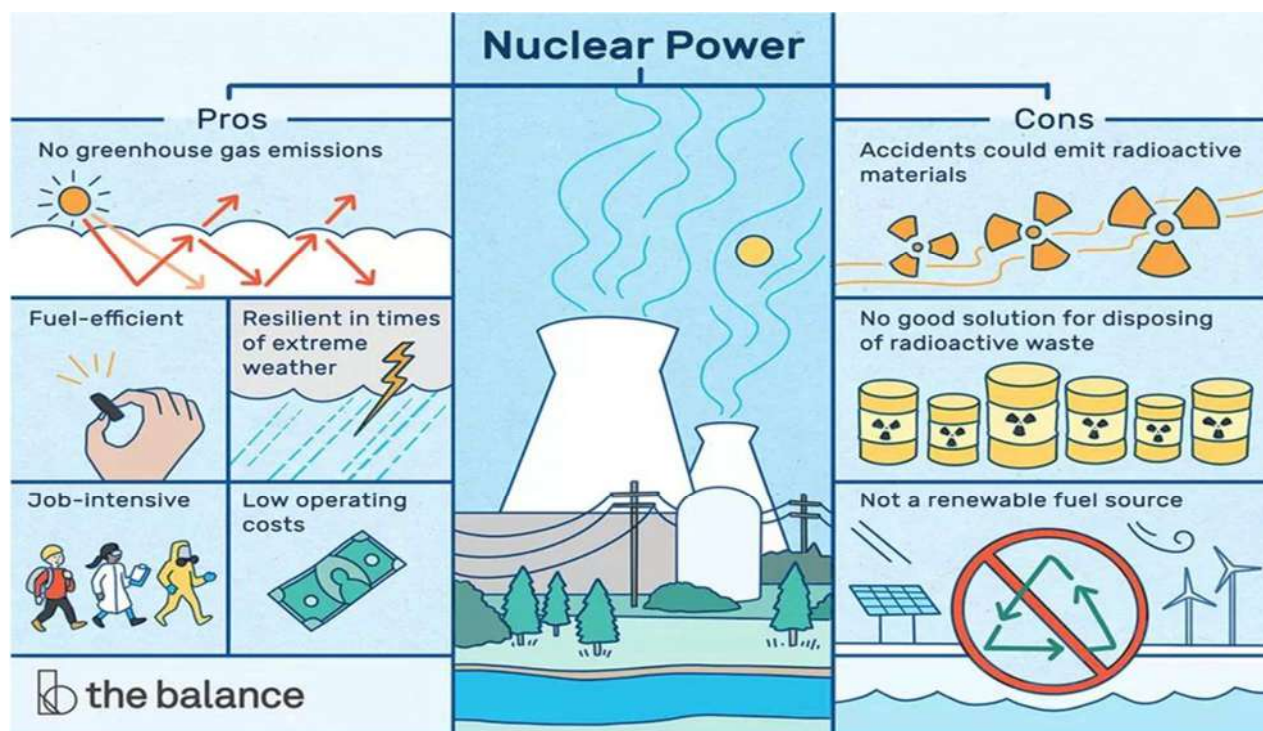 Nuclear Power
Pros
No greenhouse gas emissions
Fuel-efficient
Resilient in times
of extreme
weather
Job-intensive
Low operating
costs
the balance
Cons
Accidents could emit radioactive
materials
No good solution for disposing
of radioactive waste
Not a renewable fuel source